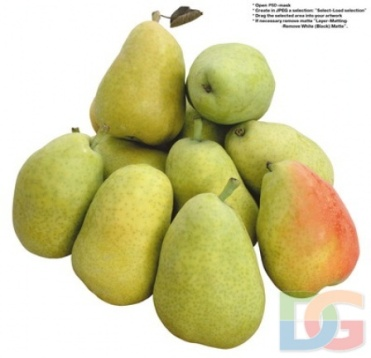 * Open PSD-mask
* Create in JPEG a selection: "Select-Load selection"
* Drag the selected area into your artwork
* If necessary remove matte "Layer-Matting
Remove White (Black) Matte".
DG